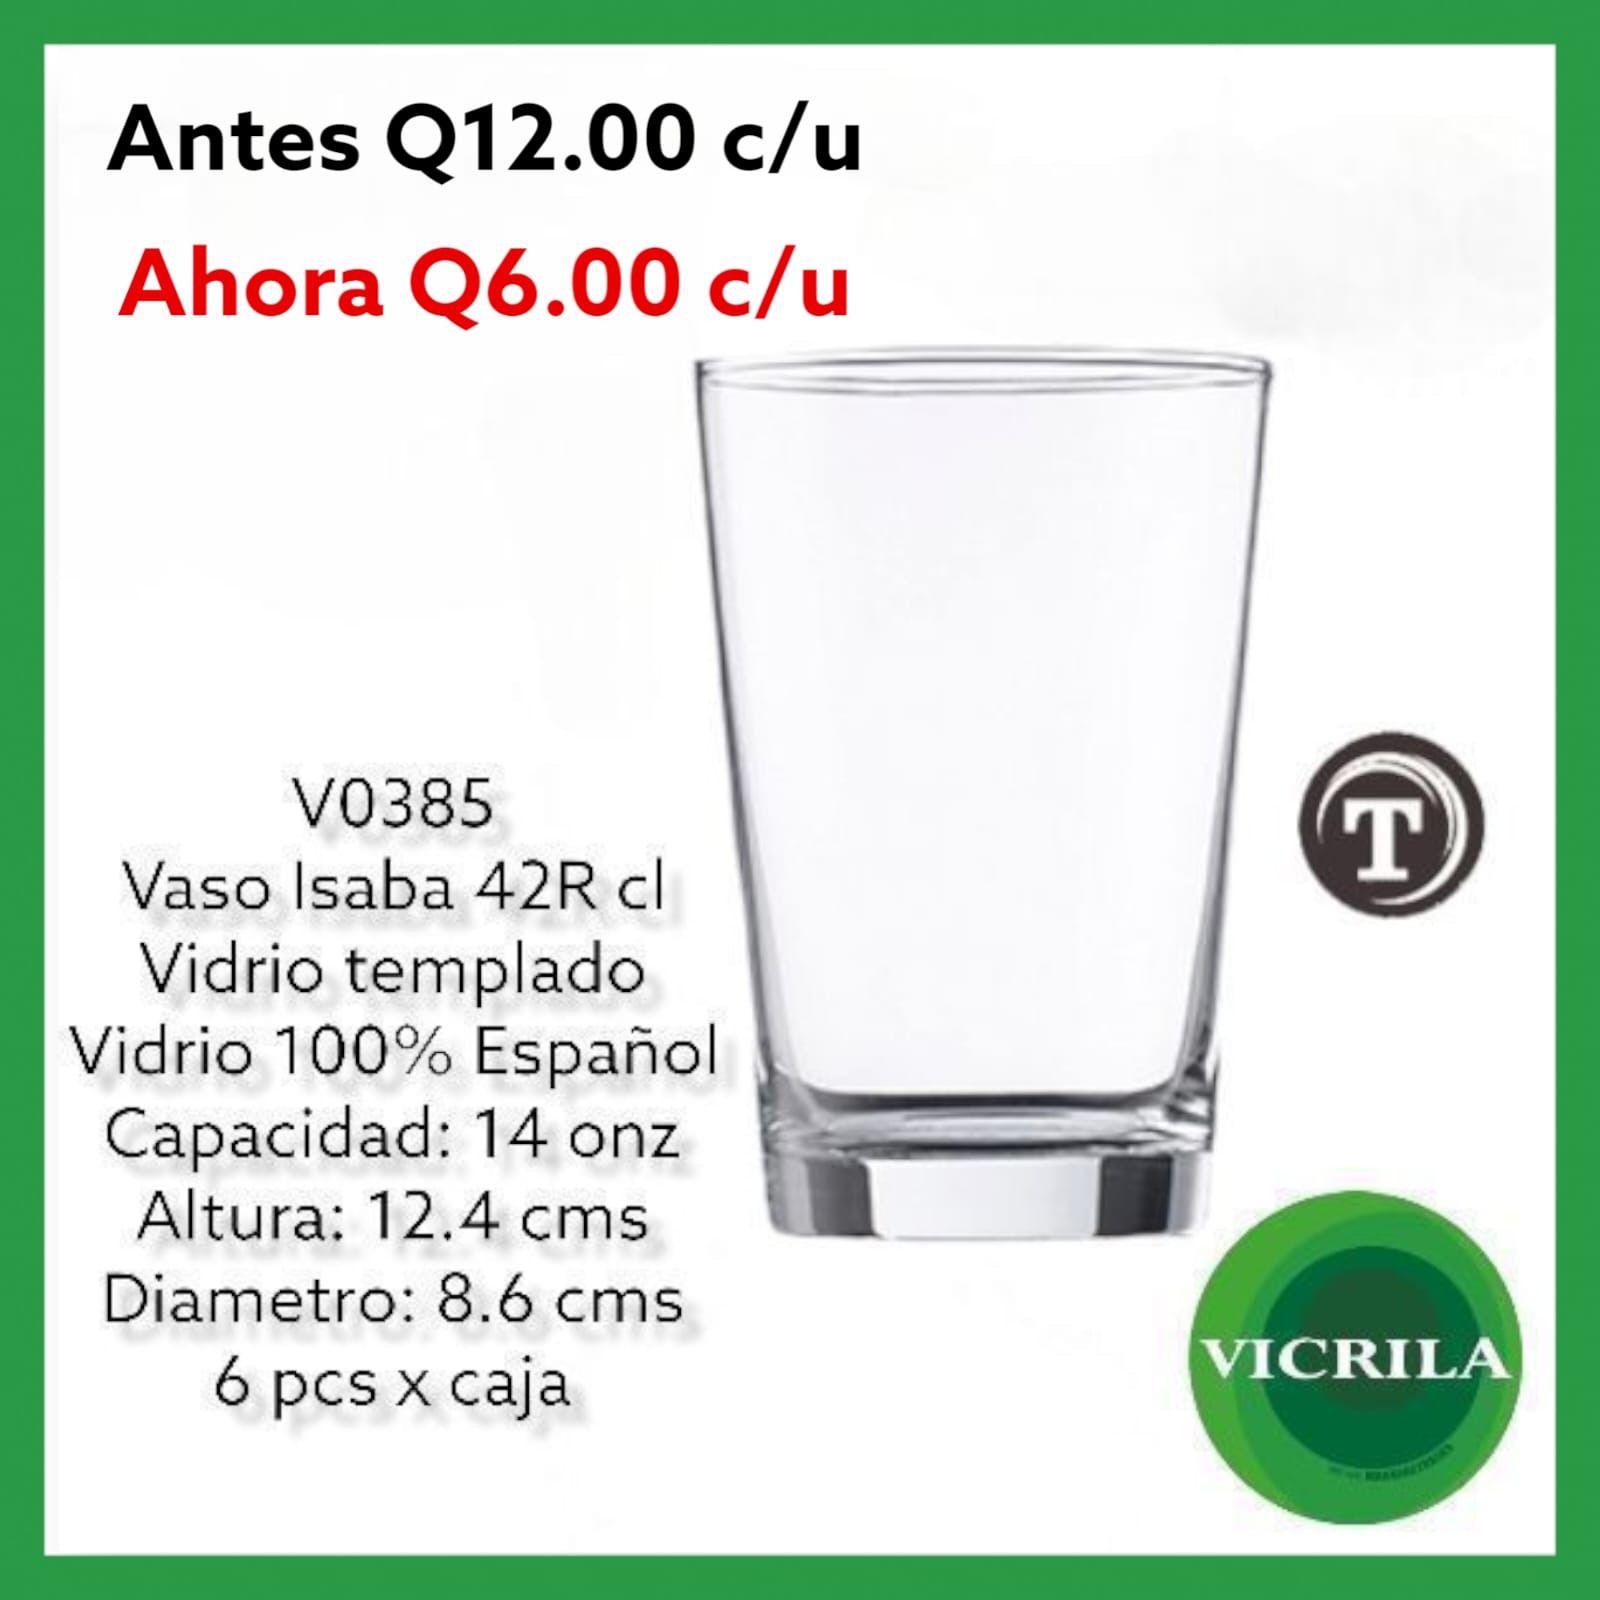 Antes Q12.00 c/u
Ahora Q6.00 c/u
V0385
Vaso Isaba 42R cl
Vidrio templado
Vidrio 100% Español
Capacidad: 14 onz
Altura: 12.4 cms
Diametro: 8.6 cms
6 pcs x caja
T
VICRILA